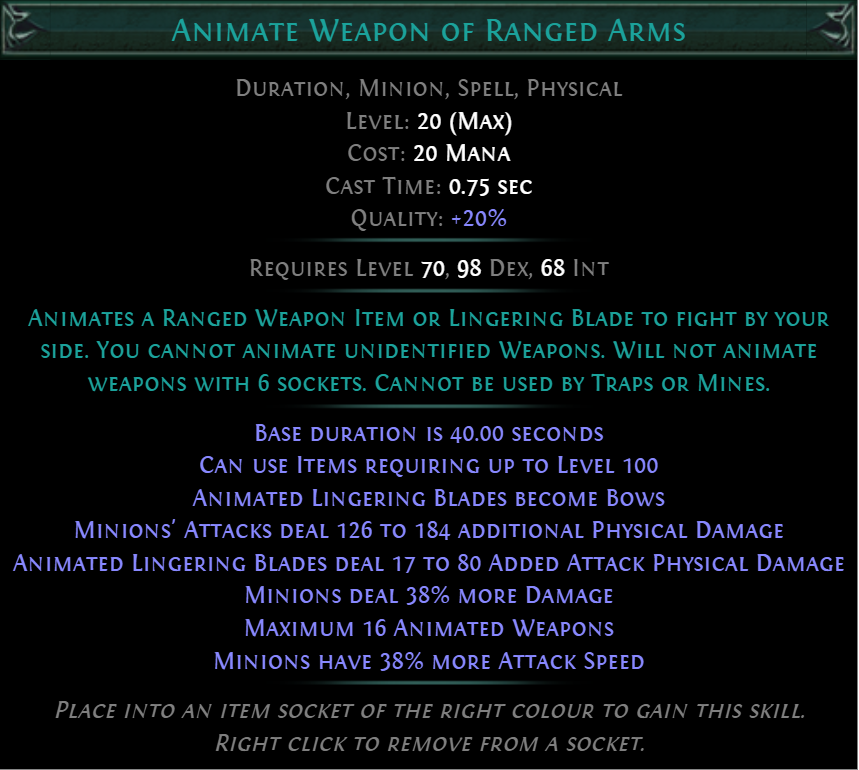 Animate Weapon of Ranged Arms
Duration, Minion, Spell, Physical
Level: 20 (Max)
Cost: 20 Mana
Cast Time: 0.75 sec
Quality: +20%
Requires Level 70, 98 Dex, 68 Int
Animates a Ranged Weapon Item or Lingering Blade to fight by your
side. You cannot animate unidentified Weapons. Will not animate
weapons with 6 sockets. Cannot be used by Traps or Mines.
Base duration is 40.00 seconds
Can use Items requiring up to Level 100
Animated Lingering Blades become Bows
Minions' Attacks deal 126 to 184 additional Physical Damage
Animated Lingering Blades deal 17 to 80 Added Attack Physical Damage
Minions deal 38% more Damage
Maximum 16 Animated Weapons
Minions have 38% more Attack Speed
Place into an item socket of the right colour to gain this skill.
Right click to remove from a socket.